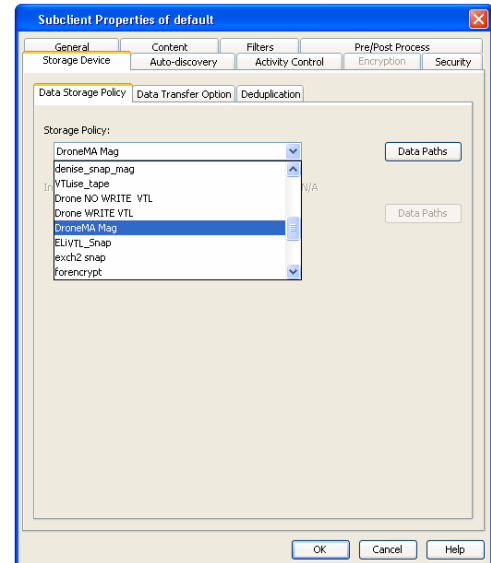 Subclient Properties of default
General Content Filters Pre/Post Process
Storage Device Auto-discovery Activity Control Encryption Security
Data Storage Policy Data Transfer Option Deduplication
Storage Policy:
DroneMA Mag Data Paths
denise_snap_mag
VTLise_tape
In N/A
Drone NO WRITE VTL
Drone WRITE VTL Data Paths
DroneMA Mag
ELiVTL_Snap
exch2 snap
forencrypt
OK Cancel Help